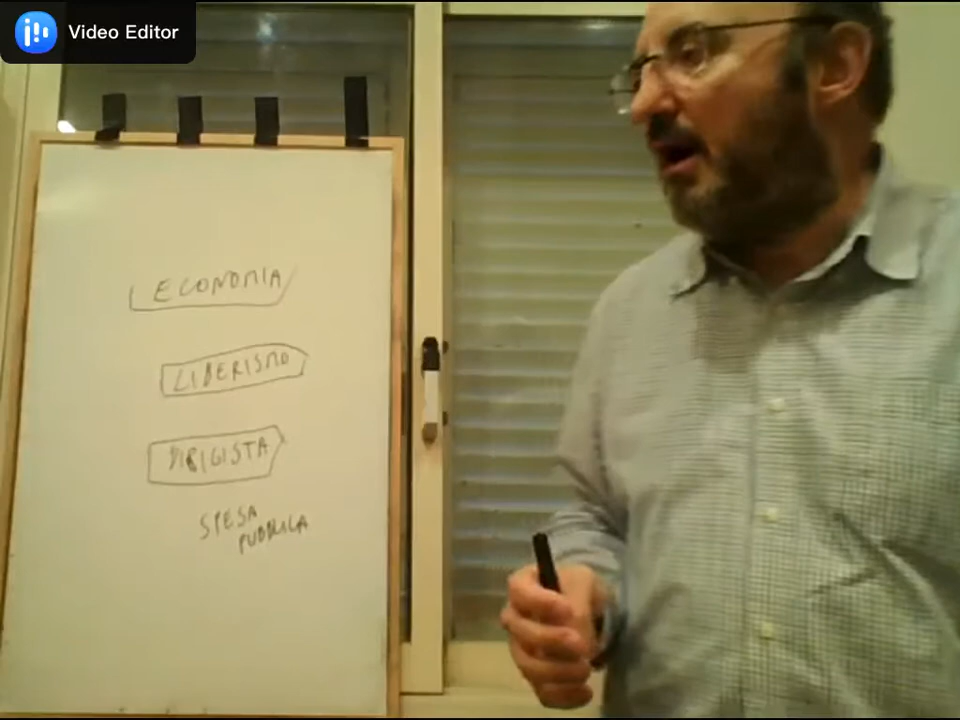 Video Editor
ECONOMIA
LIBERISMO
DIRIGISTA
SPESA
PUBBLICA